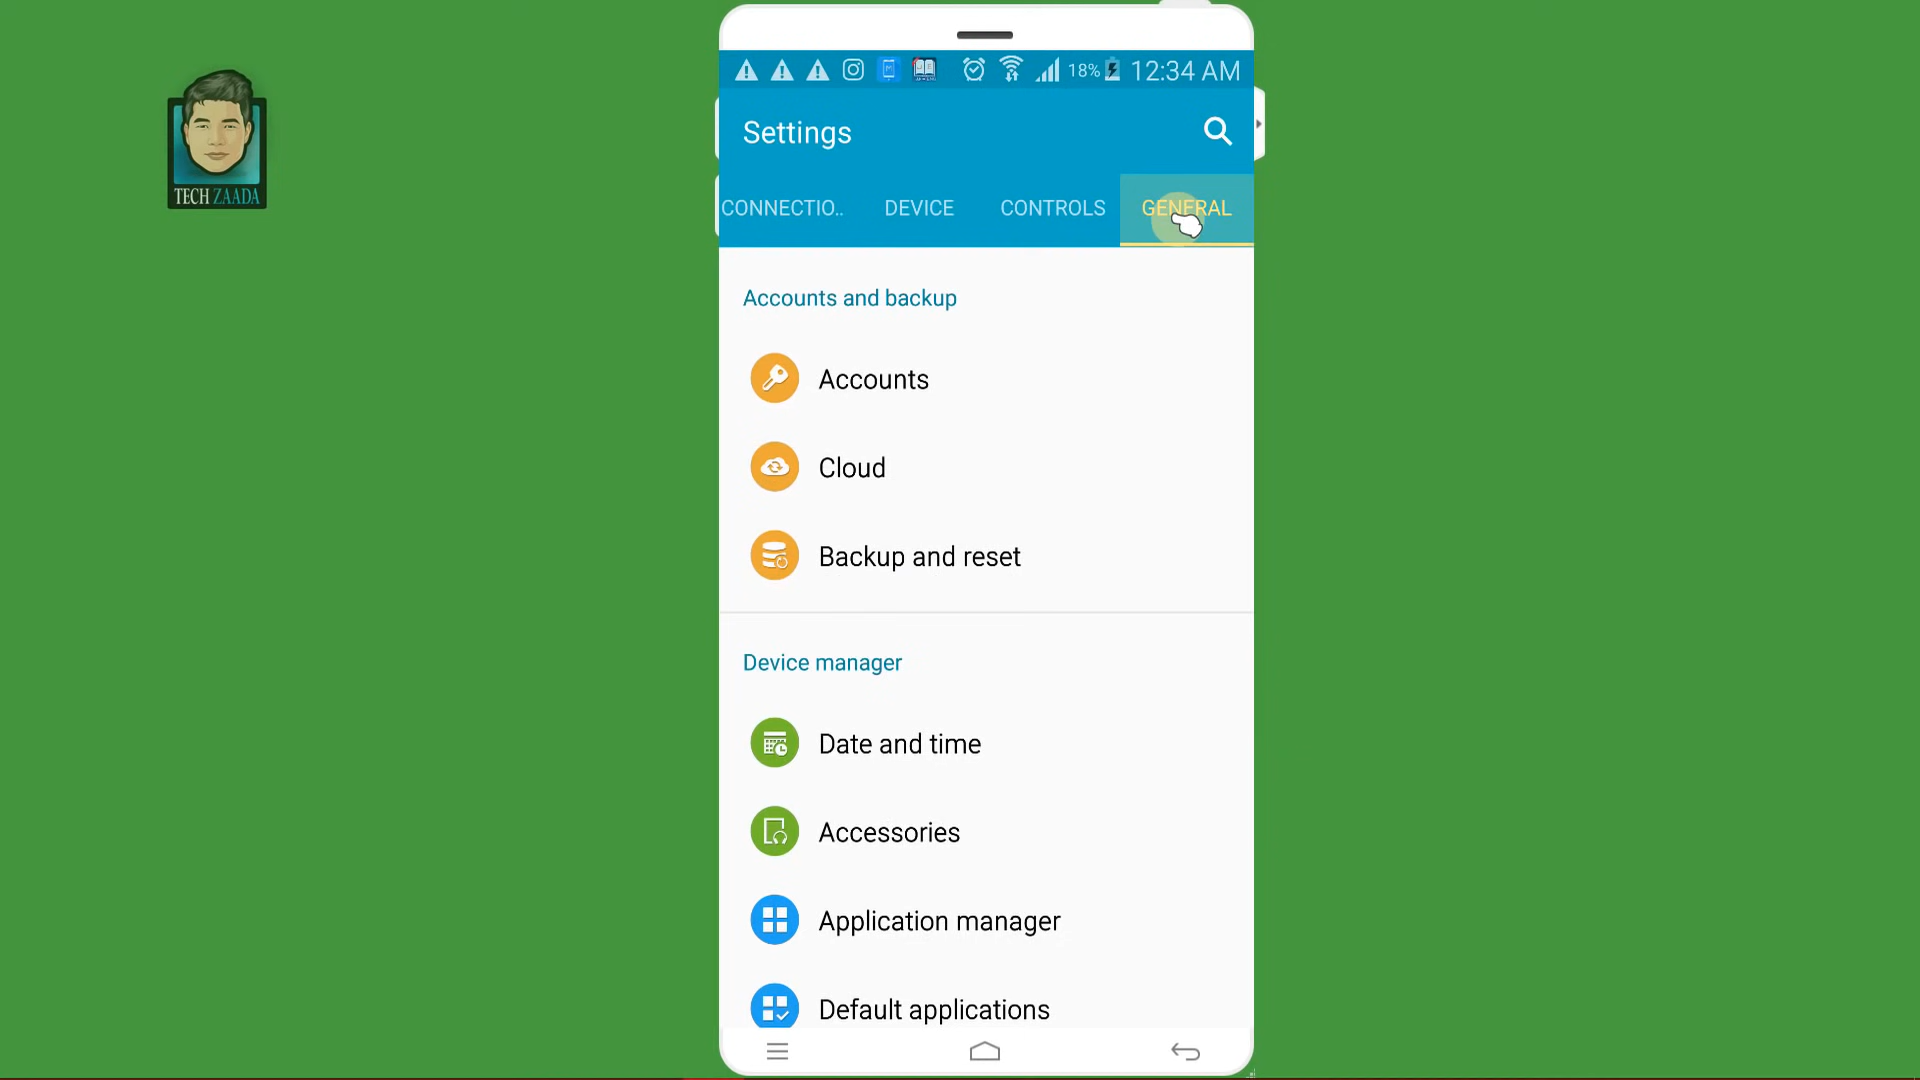 TECH ZAADA
18% 12:34 AM
Settings
CONNECTIO.. DEVICE CONTROLS GENERAL
Accounts and backup
Accounts
Cloud
Backup and reset
Device manager
Date and time
Accessories
Application manager
Default applications